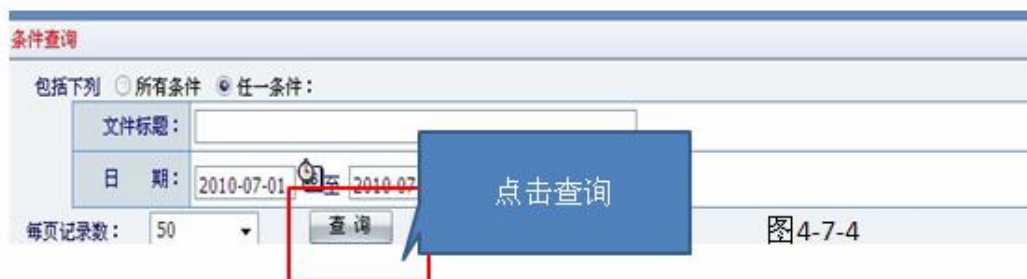 条件查询
包括下列 所有条件 任一条件：
文件标题：
日 期： 2010-07-01 至 2010-07
点击查询
每页记录数： 50 查 询 图4-7-4